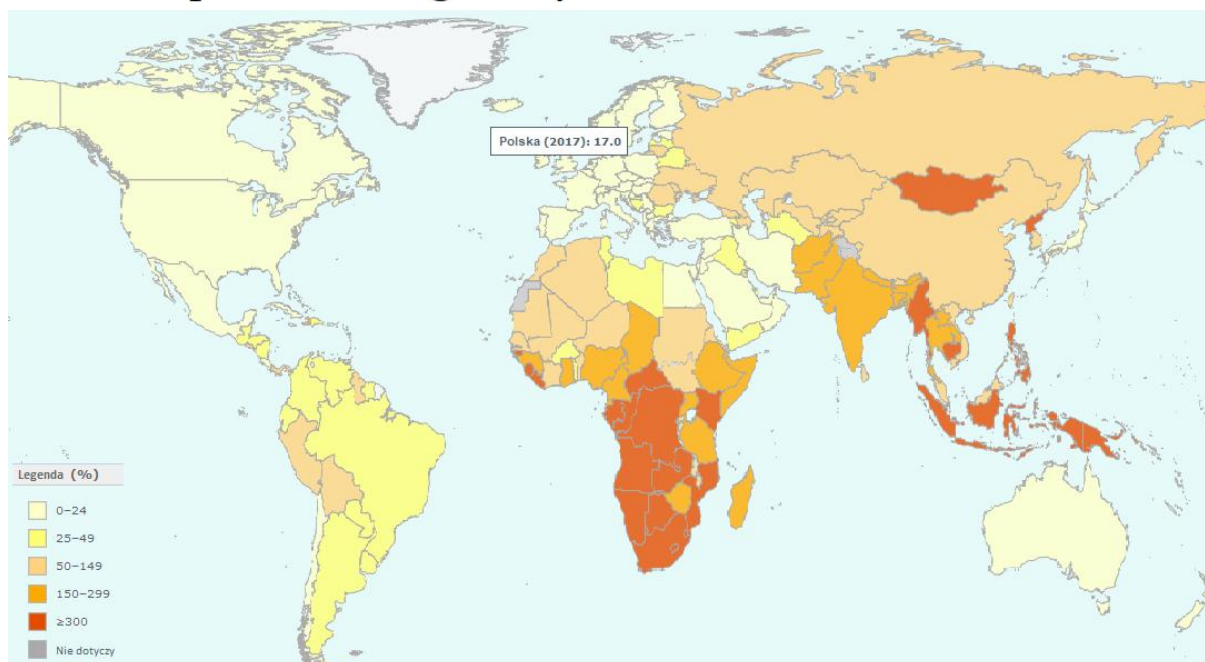 Polska (2017): 17.0
Legenda (%)
0–24
25–49
50–149
150–299
≥300
Nie dotyczy